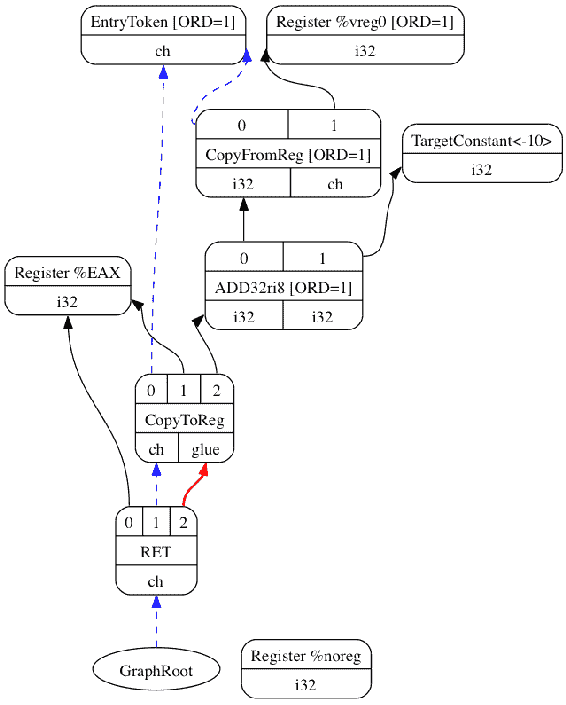 EntryToken [ORD=1]
ch
Register %vreg0 [ORD=1]
i32
0 1
CopyFromReg [ORD=1]
i32 ch
TargetConstant<-10>
i32
0 1
ADD32ri8 [ORD=1]
i32 i32
Register %EAX
i32
0 1 2
CopyToReg
ch glue
0 1 2
RET
ch
GraphRoot
Register %noreg
i32